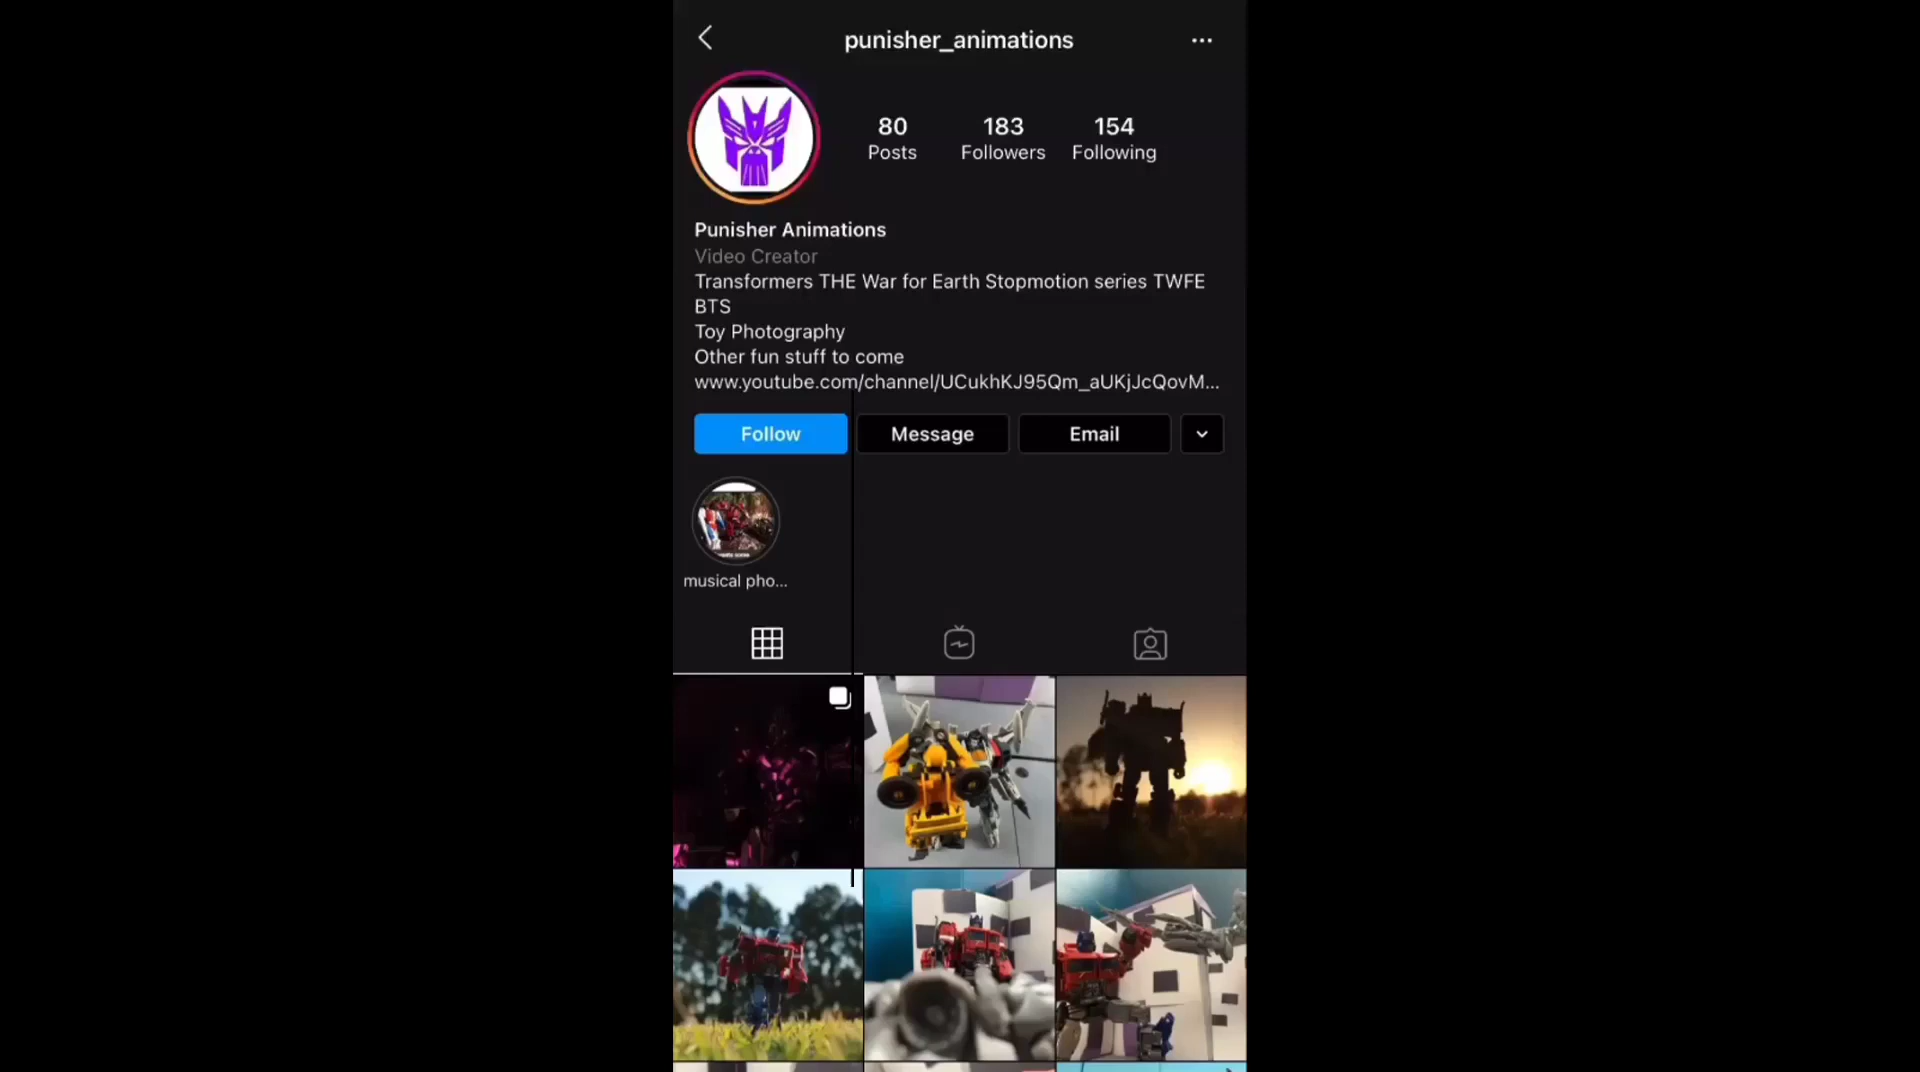 punisher_animations
80
Posts
183
Followers
154
Following
Punisher Animations
Video Creator
Transformers THE War for Earth Stopmotion series TWFE
BTS
Toy Photography
Other fun stuff to come
www.youtube.com/channel/UCukhKJ95Qm_aUKjJcQovM...
Follow
Message
Email
musical pho...